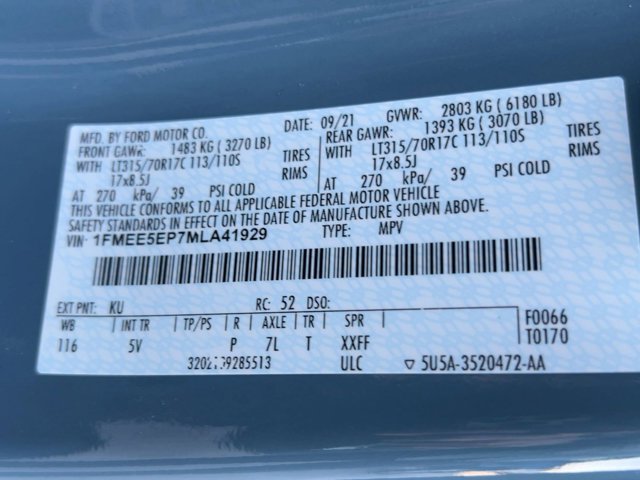 MFD. BY FORD MOTOR CO. DATE: 09/21 GVWR: 2803 KG ( 6180 LB)
FRONT GAWR: 1483 KG ( 3270 LB) REAR GAWR: 1393 KG ( 3070 LB)
WITH LT315/70R17C 113/110S TIRES WITH LT315/70R17C 113/110S TIRES
17x8.5J RIMS 17x8.5J RIMS
AT 270 kPa/ 39 PSI COLD AT 270 kPa/ 39 PSI COLD
THIS VEHICLE CONFORMS TO ALL APPLICABLE FEDERAL MOTOR VEHICLE
SAFETY STANDARDS IN EFFECT ON THE DATE OF MANUFACTURE SHOWN ABOVE.
VIN: 1FMEE5EP7MLA41929 TYPE: MPV
EXT PNT: KU RC: 52 DSO:
WB INT TR TP/PS R AXLE TR SPR F0066
116 5V P 7L T XXFF T0170
ULC ▽ 5U5A-3520472-AA